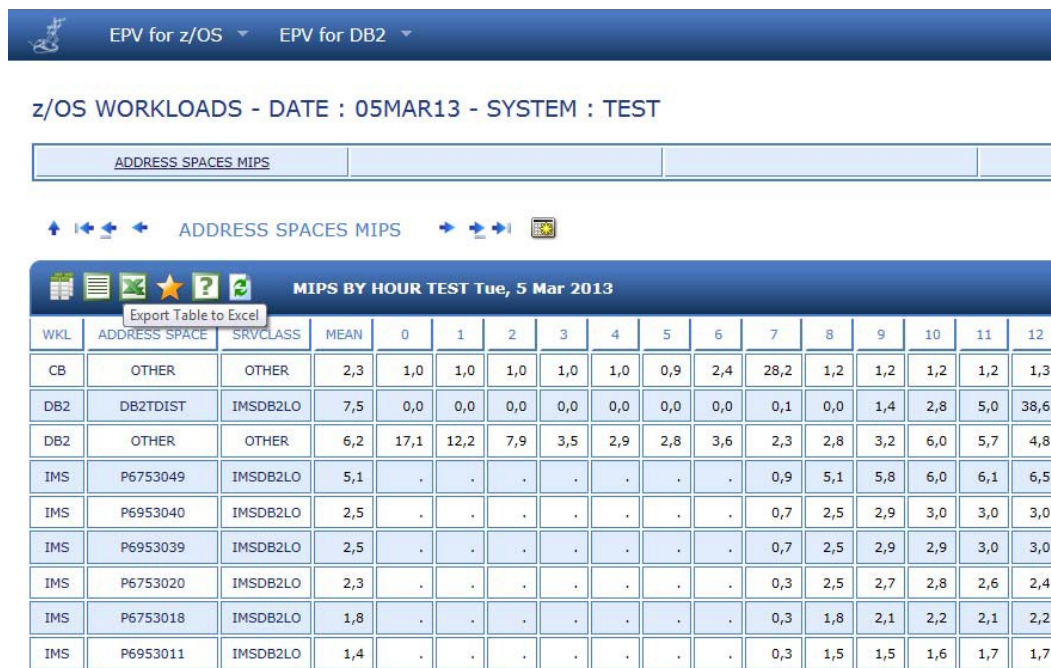 EPV for z/OS EPV for DB2
z/OS WORKLOADS - DATE : 05MAR13 - SYSTEM : TEST
ADDRESS SPACES MIPS
ADDRESS SPACES MIPS
MIPS BY HOUR TEST Tue, 5 Mar 2013
Export Table to Excel
WKL ADDRESS SPACE SRVCLASS MEAN 0 1 2 3 4 5 6 7 8 9 10 11 12
CB OTHER OTHER 2,3 1,0 1,0 1,0 1,0 1,0 0,9 2,4 28,2 1,2 1,2 1,2 1,2 1,3
DB2 DB2TDIST IMSDB2LO 7,5 0,0 0,0 0,0 0,0 0,0 0,0 0,0 0,1 0,0 1,4 2,8 5,0 38,6
DB2 OTHER OTHER 6,2 17,1 12,2 7,9 3,5 2,9 2,8 3,6 2,3 2,8 3,2 6,0 5,7 4,8
IMS P6753049 IMSDB2LO 5,1 . . . . . . . 0,9 5,1 5,8 6,0 6,1 6,5
IMS P6953040 IMSDB2LO 2,5 . . . . . . . 0,7 2,5 2,9 3,0 3,0 3,0
IMS P6953039 IMSDB2LO 2,5 . . . . . . . 0,7 2,5 2,9 2,9 3,0 3,0
IMS P6753020 IMSDB2LO 2,3 . . . . . . . 0,3 2,5 2,7 2,8 2,6 2,4
IMS P6753018 IMSDB2LO 1,8 . . . . . . . 0,3 1,8 2,1 2,2 2,1 2,2
IMS P6953011 IMSDB2LO 1,4 . . . . . . . 0,3 1,5 1,5 1,6 1,7 1,7